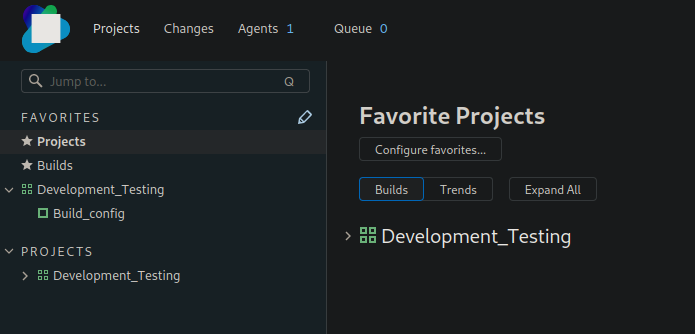 Projects Changes Agents 1 Queue 0
Jump to... Q
FAVORITES
Projects
Builds
Development_Testing
Build_config
PROJECTS
Development_Testing
Favorite Projects
Configure favorites...
Builds Trends Expand All
Development_Testing